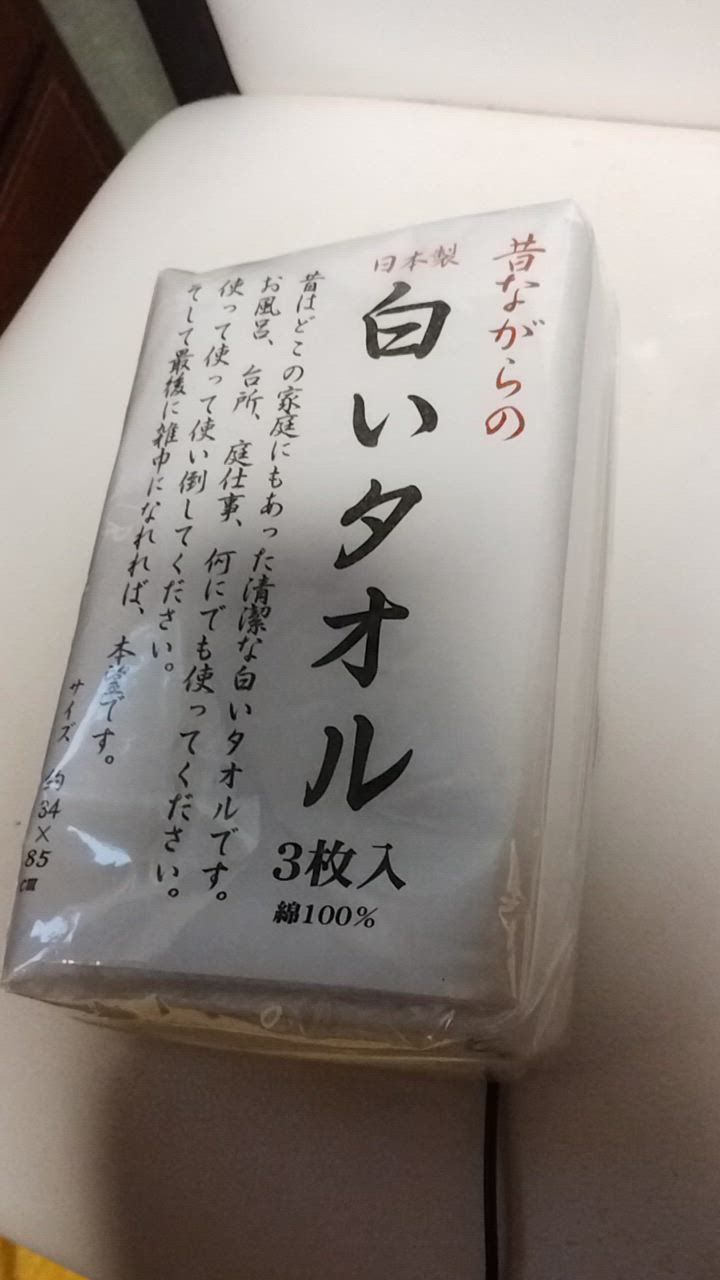 昔ながらの
日本製
白いタオル
3枚入
綿100%
昔はどこの家庭にもあった清潔な白いタオルです。
お風呂、台所、庭仕事、何にでも使ってください。
使って使って使い倒してください。
そして最後に雑巾になれれば、本望です。
サイズ 約34×85cm